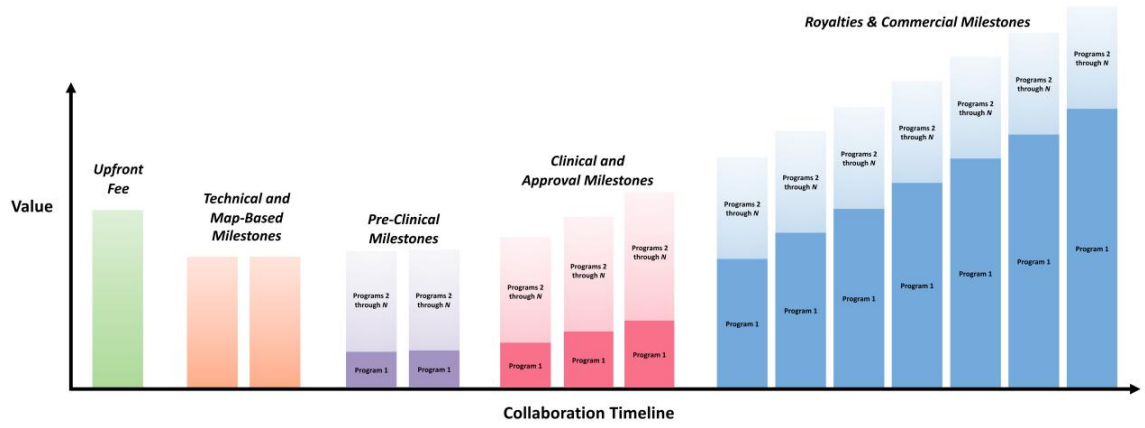 Royalties & Commercial Milestones
Upfront
Fee
Technical and
Map-Based
Milestones
Pre-Clinical
Milestones
Clinical and
Approval Milestones
Value
Programs 2
through N
Program 1
Programs 2
through N
Program 1
Programs 2
through N
Program 1
Programs 2
through N
Program 1
Programs 2
through N
Program 1
Programs 2
through N
Program 1
Programs 2
through N
Program 1
Programs 2
through N
Program 1
Programs 2
through N
Program 1
Programs 2
through N
Program 1
Programs 2
through N
Program 1
Programs 2
through N
Program 1
Collaboration Timeline